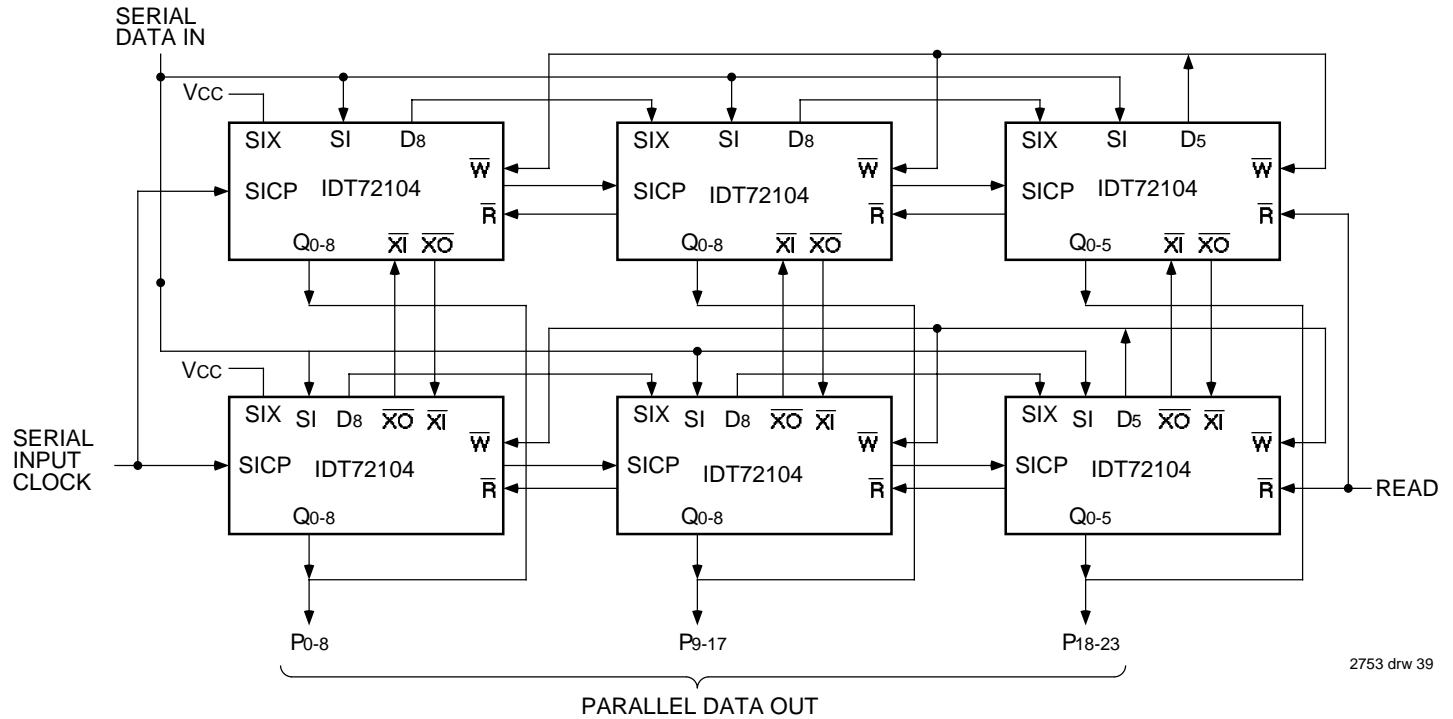 SERIAL
DATA IN
VCC
SIX SI D8
SIX SI D8
SIX SI D5
W
W
W
SICP IDT72104
SICP IDT72104
SICP IDT72104
R
R
R
Q0-8 XI XO
Q0-8 XI XO
Q0-5 XI XO
VCC
SIX SI D8 XO XI
SIX SI D8 XO XI
SIX SI D5 XO XI
W
W
W
SERIAL
INPUT
CLOCK
SICP IDT72104
SICP IDT72104
SICP IDT72104
R
R
R
READ
Q0-8
Q0-8
Q0-5
P0-8
P9-17
P18-23
2753 drw 39
PARALLEL DATA OUT